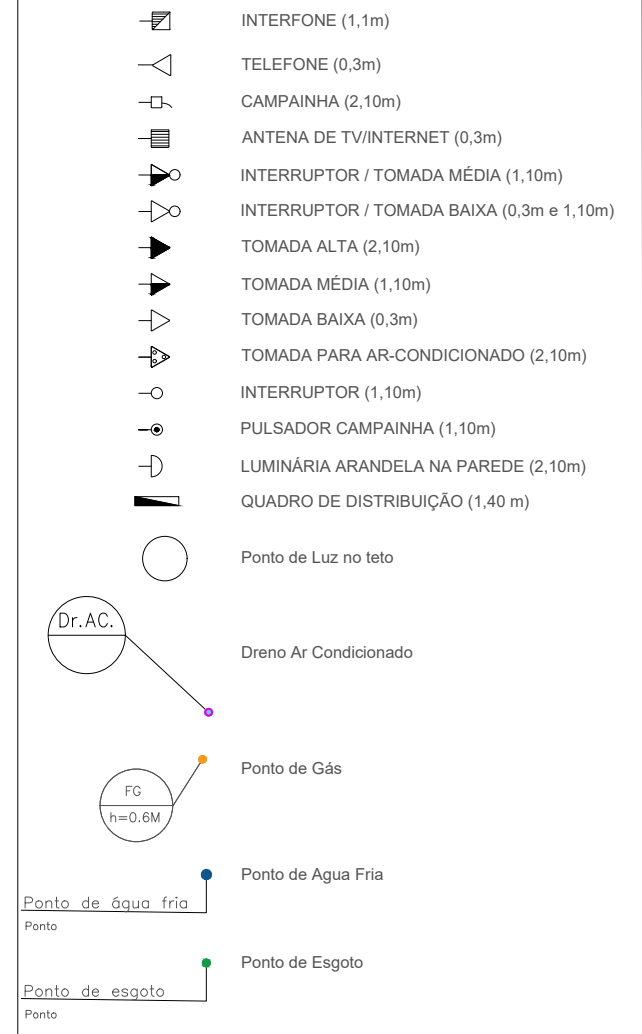 INTERFONE (1,1m)
TELEFONE (0,3m)
CAMPAINHA (2,10m)
ANTENA DE TV/INTERNET (0,3m)
INTERRUPTOR / TOMADA MÉDIA (1,10m)
INTERRUPTOR / TOMADA BAIXA (0,3m e 1,10m)
TOMADA ALTA (2,10m)
TOMADA MÉDIA (1,10m)
TOMADA BAIXA (0,3m)
TOMADA PARA AR-CONDICIONADO (2,10m)
INTERRUPTOR (1,10m)
PULSADOR CAMPAINHA (1,10m)
LUMINÁRIA ARANDELA NA PAREDE (2,10m)
QUADRO DE DISTRIBUIÇÃO (1,40 m)
Ponto de Luz no teto
Dr.AC.
Dreno Ar Condicionado
Ponto de Gás
FG
h=0.6M
Ponto de Agua Fria
Ponto de água fria
Ponto
Ponto de Esgoto
Ponto de esgoto
Ponto